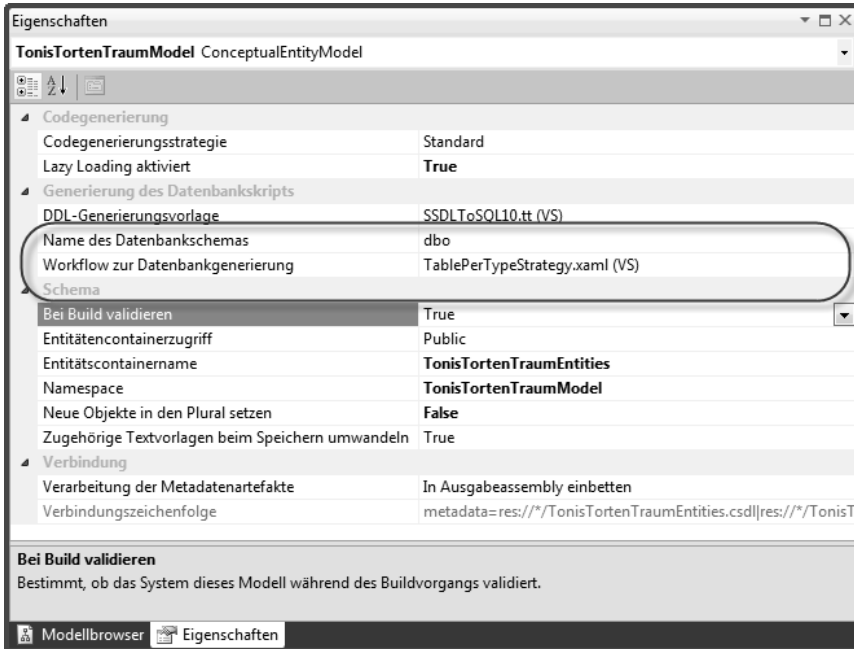 Eigenschaften
TonisTortenTraumModel ConceptualEntityModel
Codegenerierung
Codegenerierungsstrategie Standard
Lazy Loading aktiviert True
Generierung des Datenbankskripts
DDL-Generierungsvorlage SSDLToSQL10.tt (VS)
Name des Datenbankschemas dbo
Workflow zur Datenbankgenerierung TablePerTypeStrategy.xaml (VS)
Schema
Bei Build validieren True
Entitätencontainerzugriff Public
Entitätscontainername TonisTortenTraumEntities
Namespace TonisTortenTraumModel
Neue Objekte in den Plural setzen False
Zugehörige Textvorlagen beim Speichern umwandeln True
Verbindung
Verarbeitung der Metadatenartefakte In Ausgabeassembly einbetten
Verbindungszeichenfolge metadata=res://*/TonisTortenTraumEntities.csdl|res://*/TonisT
Bei Build validieren
Bestimmt, ob das System dieses Modell während des Buildvorgangs validiert.
Modellbrowser Eigenschaften